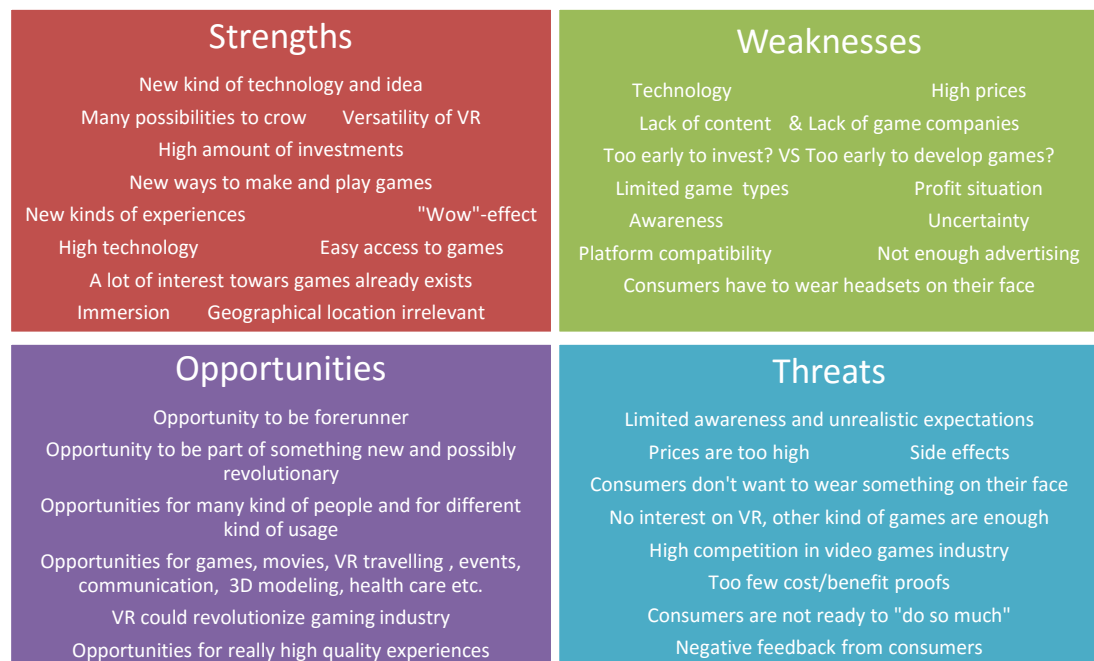 Strengths
New kind of technology and idea
Many possibilities to crow Versatility of VR
High amount of investments
New ways to make and play games
New kinds of experiences "Wow"-effect
High technology Easy access to games
A lot of interest towars games already exists
Immersion Geographical location irrelevant
Weaknesses
Technology High prices
Lack of content & Lack of game companies
Too early to invest? VS Too early to develop games?
Limited game types Profit situation
Awareness Uncertainty
Platform compatibility Not enough advertising
Consumers have to wear headsets on their face
Opportunities
Opportunity to be forerunner
Opportunity to be part of something new and possibly
revolutionary
Opportunities for many kind of people and for different
kind of usage
Opportunities for games, movies, VR travelling , events,
communication, 3D modeling, health care etc.
VR could revolutionize gaming industry
Opportunities for really high quality experiences
Threats
Limited awareness and unrealistic expectations
Prices are too high Side effects
Consumers don't want to wear something on their face
No interest on VR, other kind of games are enough
High competition in video games industry
Too few cost/benefit proofs
Consumers are not ready to "do so much"
Negative feedback from consumers